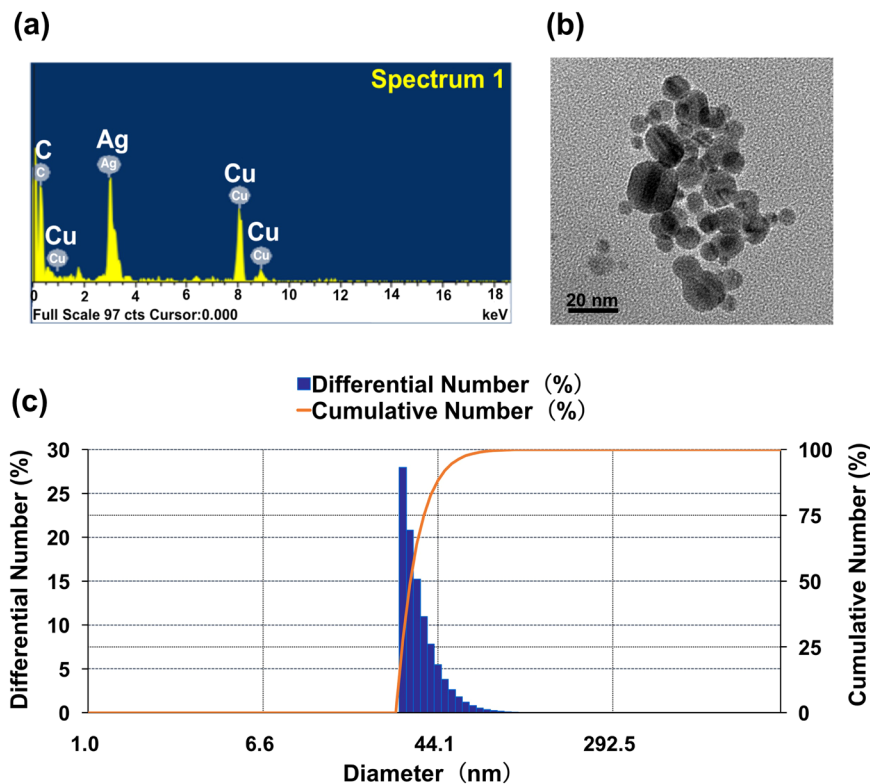 (a)
(b)
Spectrum 1
C
C
Cu
Cu
Ag
Ag
Cu
Cu
Cu
Cu
0 2 4 6 8 10 12 14 16 18
Full Scale 97 cts Cursor:0.000 keV
20 nm
(c)
Differential Number (%)
Cumulative Number (%)
Differential Number (%)
30
25
20
15
10
5
0
100
75
50
25
0
Cumulative Number (%)
1.0 6.6 44.1 292.5
Diameter (nm)